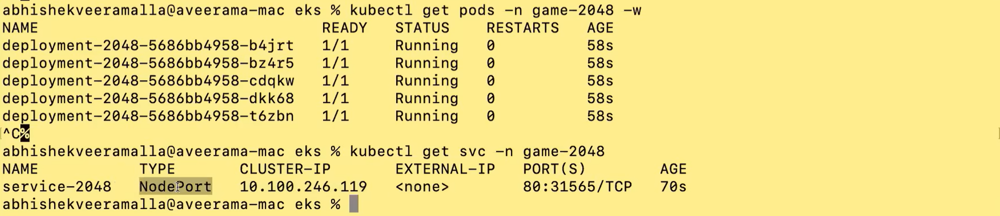 abhishekveeramalla@aveerama-mac eks % kubectl get pods -n game-2048 -w
NAME READY STATUS RESTARTS AGE
deployment-2048-5686bb4958-b4jrt 1/1 Running 0 58s
deployment-2048-5686bb4958-bz4r5 1/1 Running 0 58s
deployment-2048-5686bb4958-cdqkw 1/1 Running 0 58s
deployment-2048-5686bb4958-dkk68 1/1 Running 0 58s
deployment-2048-5686bb4958-t6zbn 1/1 Running 0 58s
^C%
abhishekveeramalla@aveerama-mac eks % kubectl get svc -n game-2048
NAME TYPE CLUSTER-IP EXTERNAL-IP PORT(S) AGE
service-2048 NodePort 10.100.246.119 <none> 80:31565/TCP 70s
abhishekveeramalla@aveerama-mac eks %